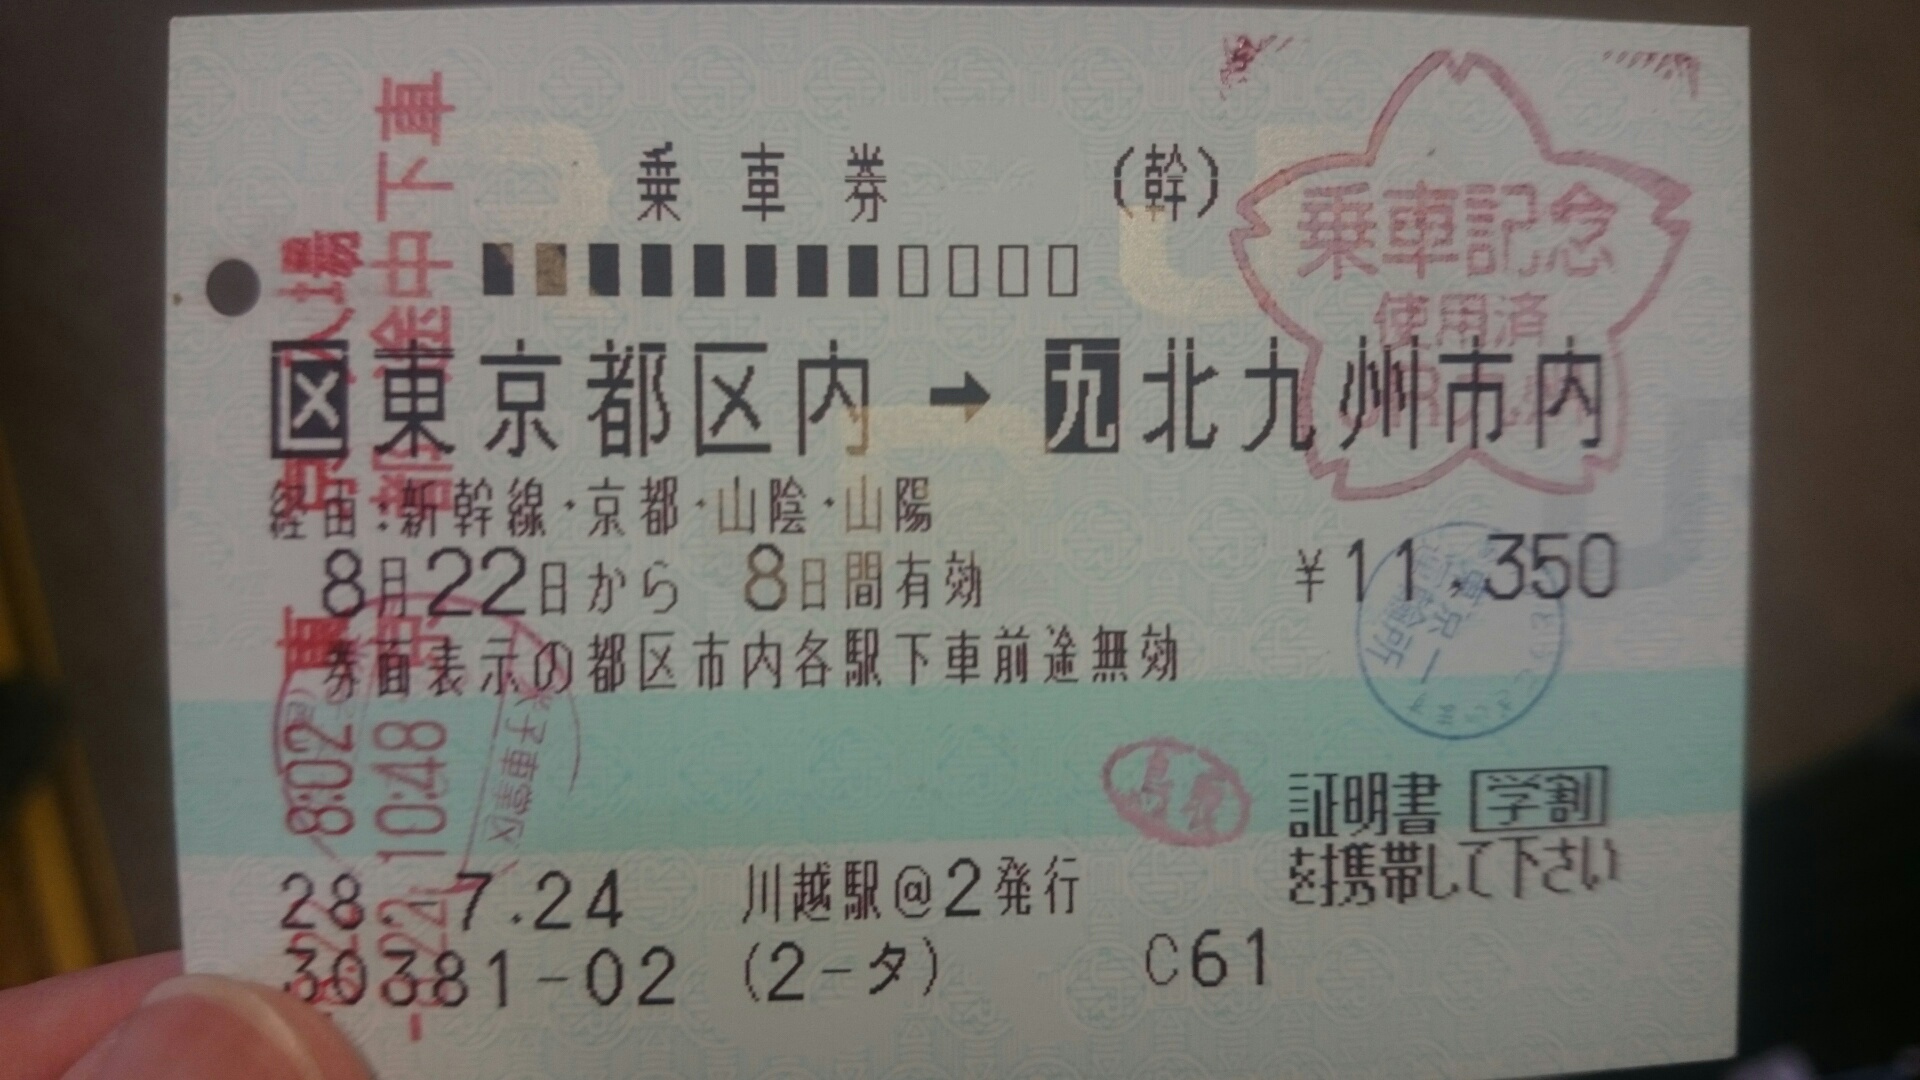 乗車券 (幹)
乗車記念
使用済
区東京都区内→九北九州市内
経由:新幹線・京都・山陰・山陽
8月22日から 8日間有効 ¥11,350
券面表示の都区市内各駅下車前途無効
証明書 学割
を携帯して下さい
28.-7.24 川越駅@2発行
30381-02 (2-タ) C61
8:02
途中下車
10:48
米子車掌区